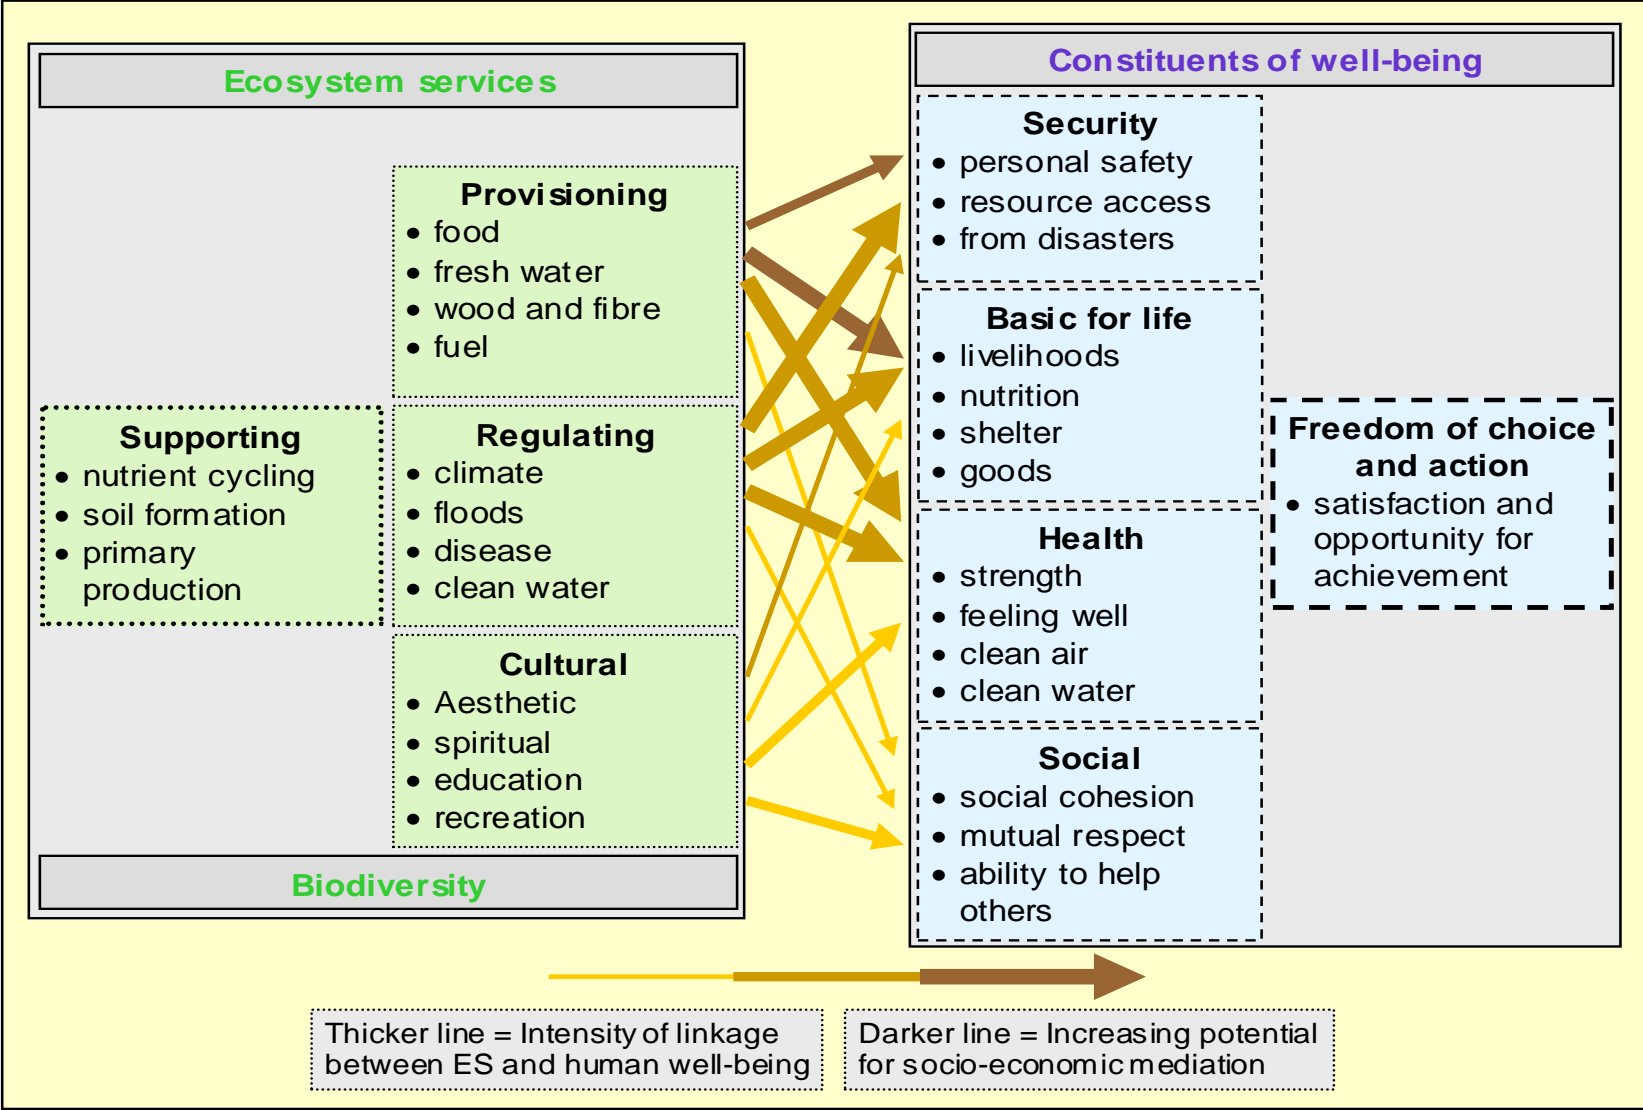 Ecosystem services
Provisioning
• food
• fresh water
• wood and fibre
• fuel
Supporting
• nutrient cycling
• soil formation
• primary
production
Regulating
• climate
• floods
• disease
• clean water
Cultural
• Aesthetic
• spiritual
• education
• recreation
Biodiversity
Constituents of well-being
Security
• personal safety
• resource access
• from disasters
Basic for life
• livelihoods
• nutrition
• shelter
• goods
Health
• strength
• feeling well
• clean air
• clean water
Social
• social cohesion
• mutual respect
• ability to help
others
Freedom of choice
and action
• satisfaction and
opportunity for
achievement
Thicker line = Intensity of linkage
between ES and human well-being
Darker line = Increasing potential
for socio-economic mediation